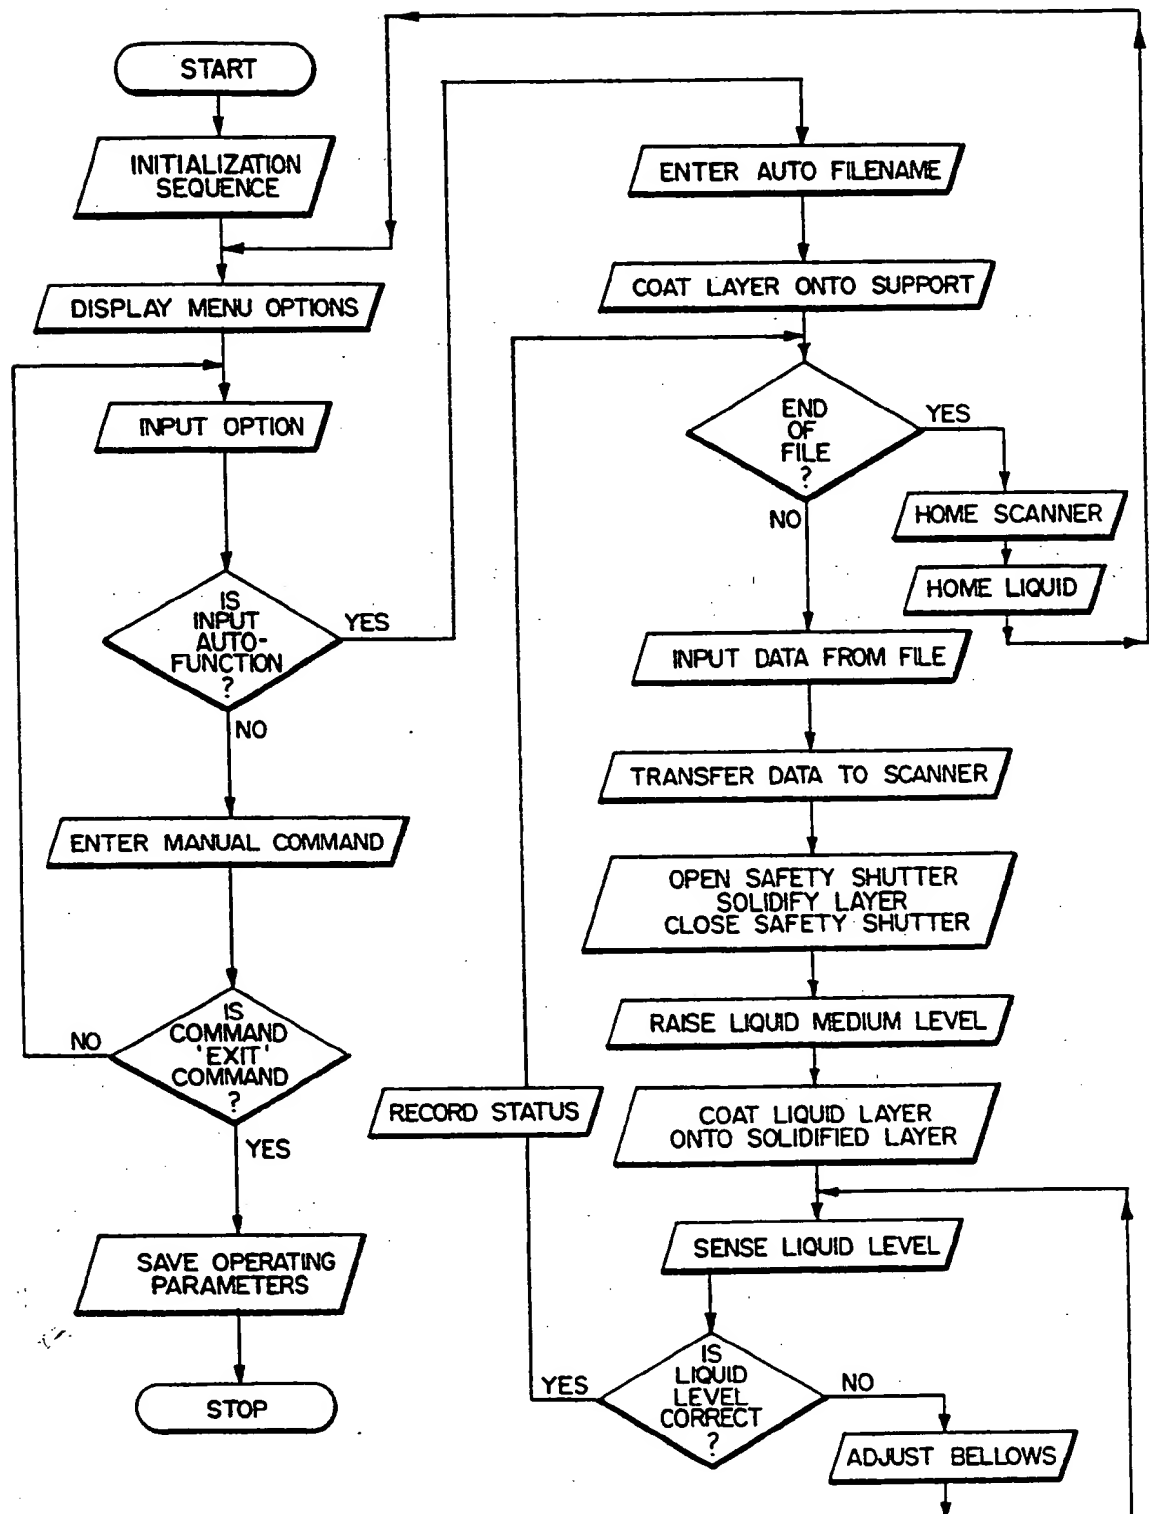 START
INITIALIZATION
SEQUENCE
DISPLAY MENU OPTIONS
INPUT OPTION
IS
INPUT
AUTO-
FUNCTION
?
YES
NO
ENTER MANUAL COMMAND
IS
COMMAND
'EXIT'
COMMAND
?
NO
YES
SAVE OPERATING
PARAMETERS
STOP
ENTER AUTO FILENAME
COAT LAYER ONTO SUPPORT
END
OF
FILE
?
YES
NO
HOME SCANNER
HOME LIQUID
INPUT DATA FROM FILE
TRANSFER DATA TO SCANNER
OPEN SAFETY SHUTTER
SOLIDIFY LAYER
CLOSE SAFETY SHUTTER
RAISE LIQUID MEDIUM LEVEL
COAT LIQUID LAYER
ONTO SOLIDIFIED LAYER
RECORD STATUS
SENSE LIQUID LEVEL
IS
LIQUID
LEVEL
CORRECT
?
YES
NO
ADJUST BELLOWS